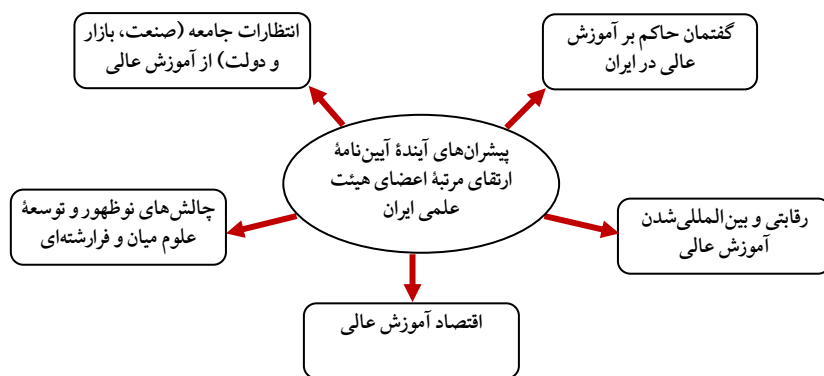 گفتمان حاکم بر آموزش
عالی در ایران
انتظارات جامعه (صنعت، بازار
و دولت) از آموزش عالی
پیشران‌های آیندهٔ آیین‌نامهٔ
ارتقای مرتبهٔ اعضای هیئت
علمی ایران
رقابتی و بین‌المللی‌شدن
آموزش عالی
چالش‌های نوظهور و توسعهٔ
علوم میان و فرارشته‌ای
اقتصاد آموزش عالی